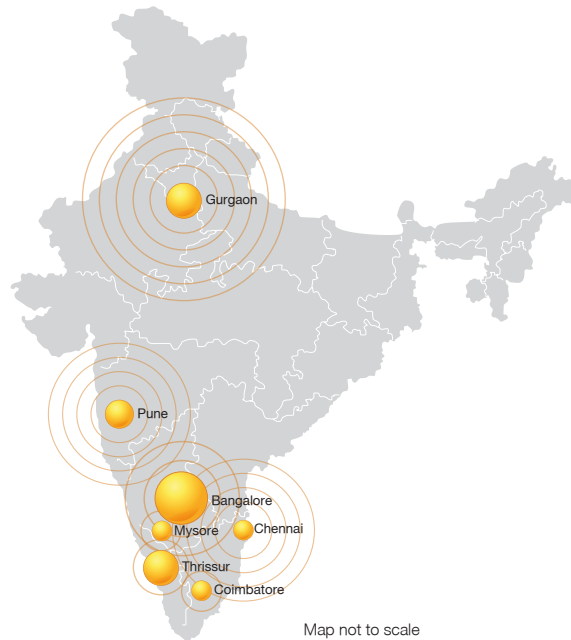 Gurgaon
Pune
Bangalore
Mysore
Chennai
Thrissur
Coimbatore
Map not to scale